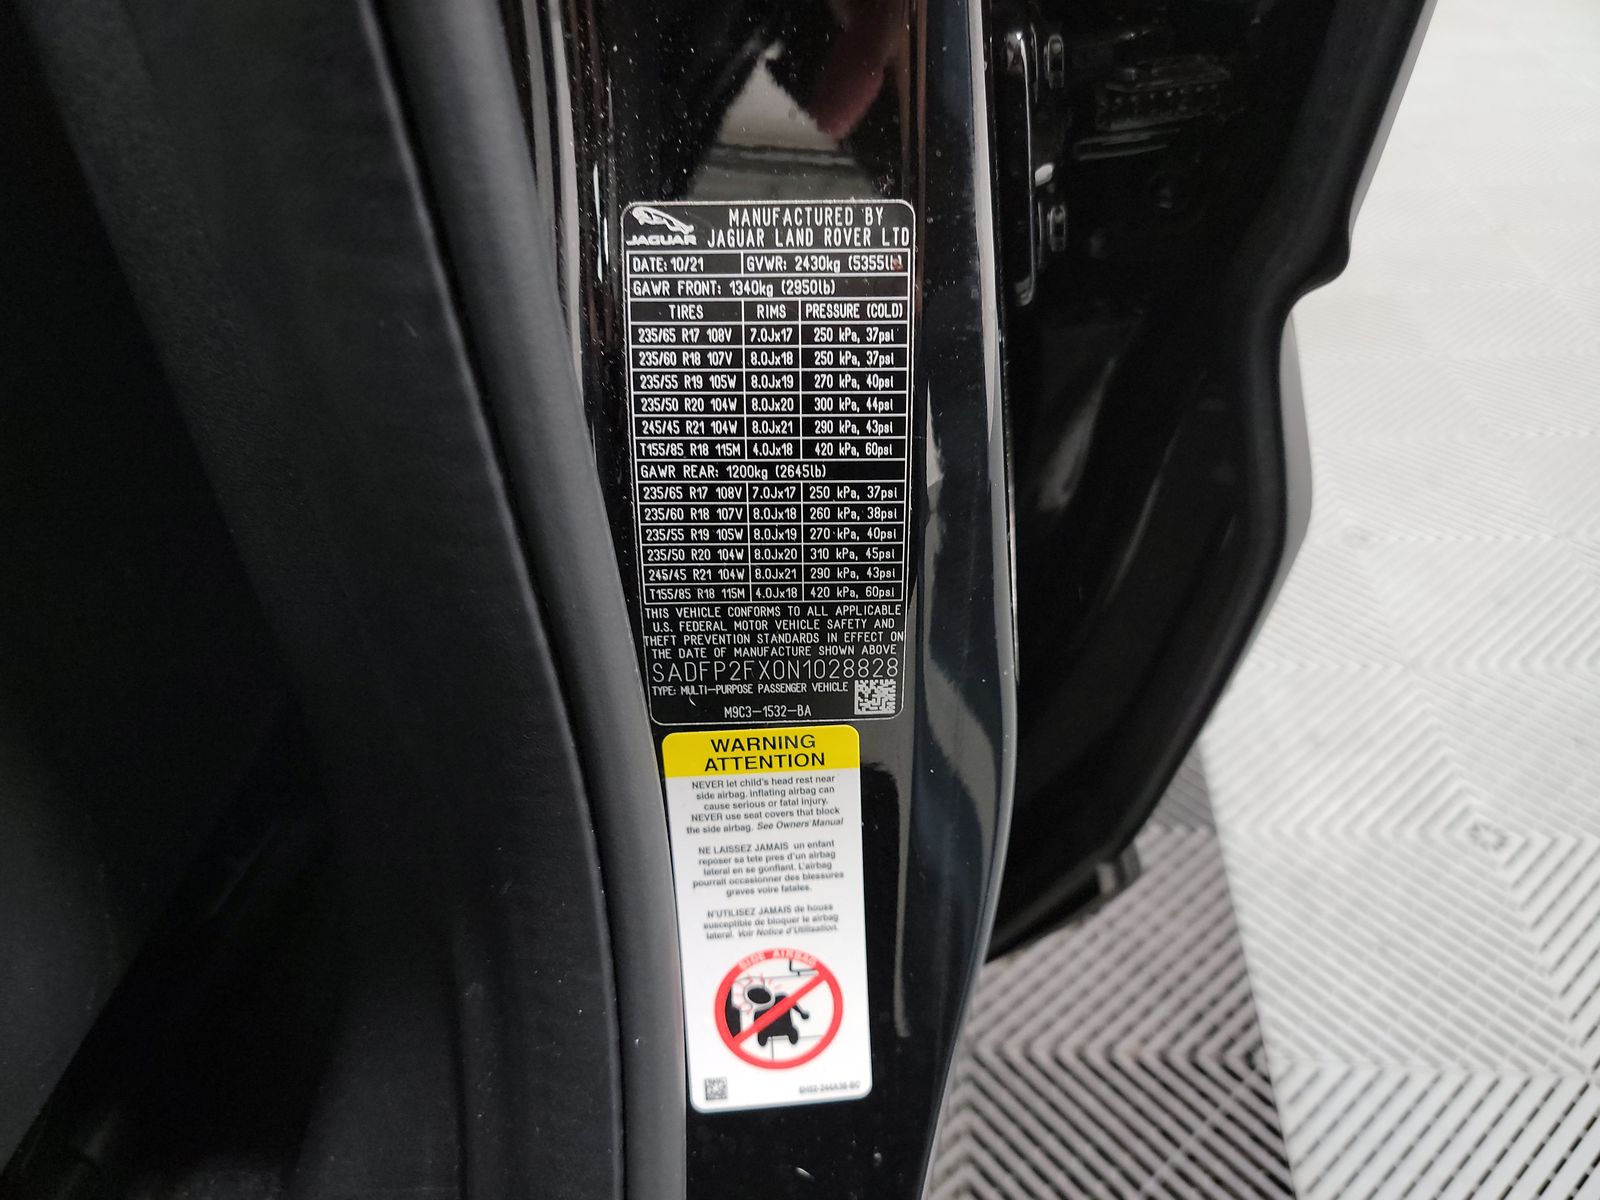 JAGUAR
MANUFACTURED BY
JAGUAR LAND ROVER LTD
DATE: 10/21 GVWR: 2430kg (5355lb)
GAWR FRONT: 1340kg (2950lb)
TIRES RIMS PRESSURE (COLD)
235/65 R17 108V 7.0Jx17 250 kPa, 37psi
235/60 R18 107V 8.0Jx18 250 kPa, 37psi
235/55 R19 105W 8.0Jx19 270 kPa, 40psi
235/50 R20 104W 8.0Jx20 300 kPa, 44psi
245/45 R21 104W 8.0Jx21 290 kPa, 43psi
T155/85 R18 115M 4.0Jx18 420 kPa, 60psi
GAWR REAR: 1200kg (2645lb)
235/65 R17 108V 7.0Jx17 250 kPa, 37psi
235/60 R18 107V 8.0Jx18 260 kPa, 38psi
235/55 R19 105W 8.0Jx19 270 kPa, 40psi
235/50 R20 104W 8.0Jx20 310 kPa, 45psi
245/45 R21 104W 8.0Jx21 290 kPa, 43psi
T155/85 R18 115M 4.0Jx18 420 kPa, 60psi
THIS VEHICLE CONFORMS TO ALL APPLICABLE
U.S. FEDERAL MOTOR VEHICLE SAFETY AND
THEFT PREVENTION STANDARDS IN EFFECT ON
THE DATE OF MANUFACTURE SHOWN ABOVE
SADFP2FX0N1028828
TYPE: MULTI-PURPOSE PASSENGER VEHICLE
M9C3-1532-BA
WARNING
ATTENTION
NEVER let child's head rest near
side airbag, inflating airbag can
cause serious or fatal injury.
NEVER use seat covers that block
the side airbag. See Owners Manual
NE LAISSEZ JAMAIS un enfant
reposer sa tete pres d'un airbag
lateral en se gonflant. L'airbag
pourrait occasionner des blessures
graves voire fatales.
N'UTILISEZ JAMAIS de houss
susceptible de bloquer le airbag
lateral. Voir Notice d'Utilisation.
SIDE AIRBAG